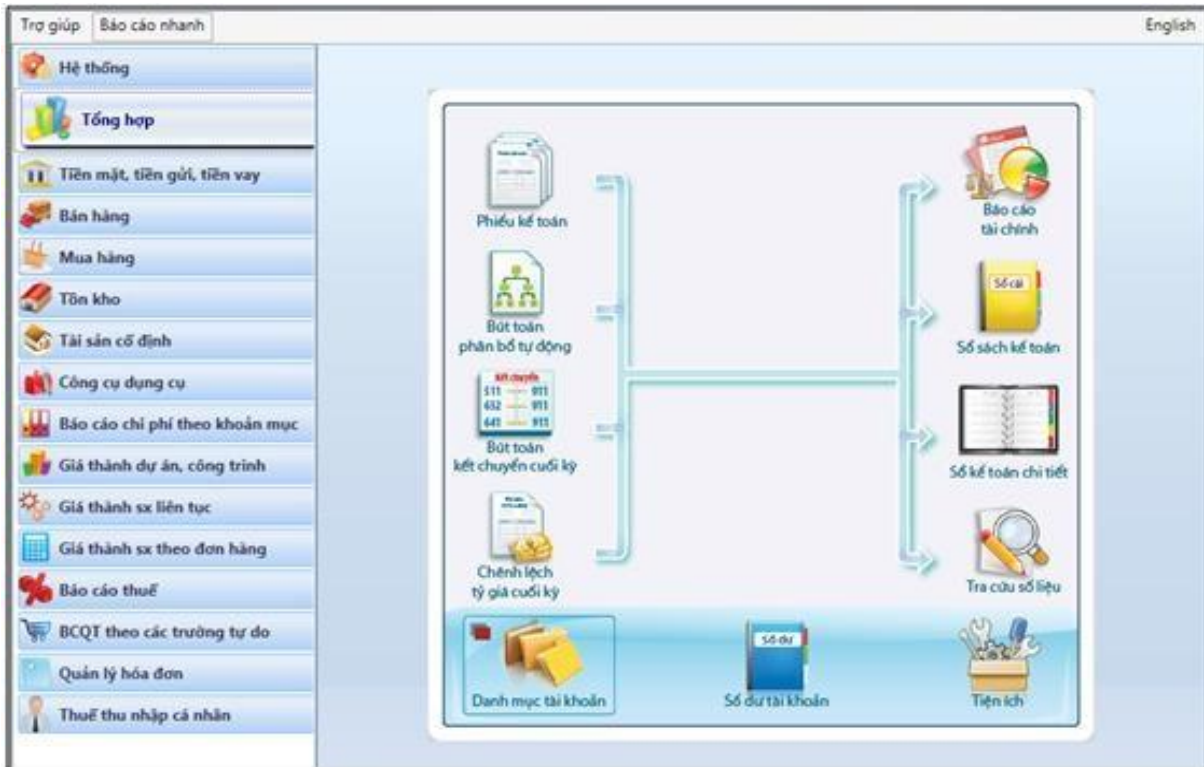 Trợ giúp
Báo cáo nhanh
English
Hệ thống
Tổng hợp
Tiền mặt, tiền gửi, tiền vay
Bán hàng
Mua hàng
Tồn kho
Tài sản cố định
Công cụ dụng cụ
Báo cáo chi phí theo khoản mục
Giá thành dự án, công trình
Giá thành sx liên tục
Giá thành sx theo đơn hàng
Báo cáo thuế
BCQT theo các trường tự do
Quản lý hóa đơn
Thuế thu nhập cá nhân
Phiếu kế toán
Bút toán
phân bổ tự động
Kết chuyển
511 911
632 911
641 911
Bút toán
kết chuyển cuối kỳ
Chênh lệch
tỷ giá cuối kỳ
Báo cáo
tài chính
Sổ cái
Sổ sách kế toán
Sổ kế toán chi tiết
Tra cứu số liệu
Danh mục tài khoản
Số dư
Số dư tài khoản
Tiện ích